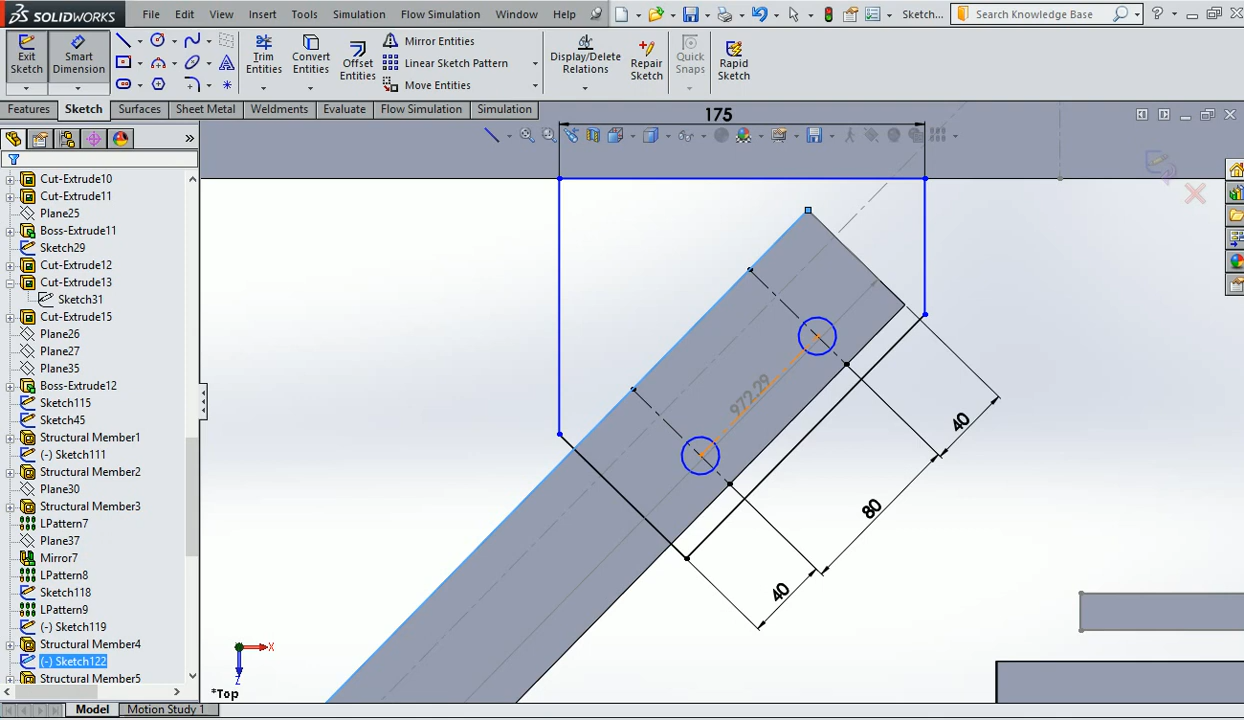 SOLIDWORKS File Edit View Insert Tools Simulation Flow Simulation Window Help Sketch... Search Knowledge Base ?
Exit Sketch Smart Dimension Trim Entities Convert Entities Offset Entities Mirror Entities Linear Sketch Pattern Move Entities Display/Delete Relations Repair Sketch Quick Snaps Rapid Sketch
Features Sketch Surfaces Sheet Metal Weldments Evaluate Flow Simulation Simulation
175
Cut-Extrude10
Cut-Extrude11
Plane25
Boss-Extrude11
Sketch29
Cut-Extrude12
Cut-Extrude13
Sketch31
Cut-Extrude15
Plane26
Plane27
Plane35
Boss-Extrude12
Sketch115
Sketch45
Structural Member1
(-) Sketch111
Structural Member2
Plane30
Structural Member3
LPattern7
Plane37
Mirror7
LPattern8
Sketch118
LPattern9
(-) Sketch119
Structural Member4
(-) Sketch122
Structural Member5
972.29
40
80
40
X
Z
*Top
Model Motion Study 1